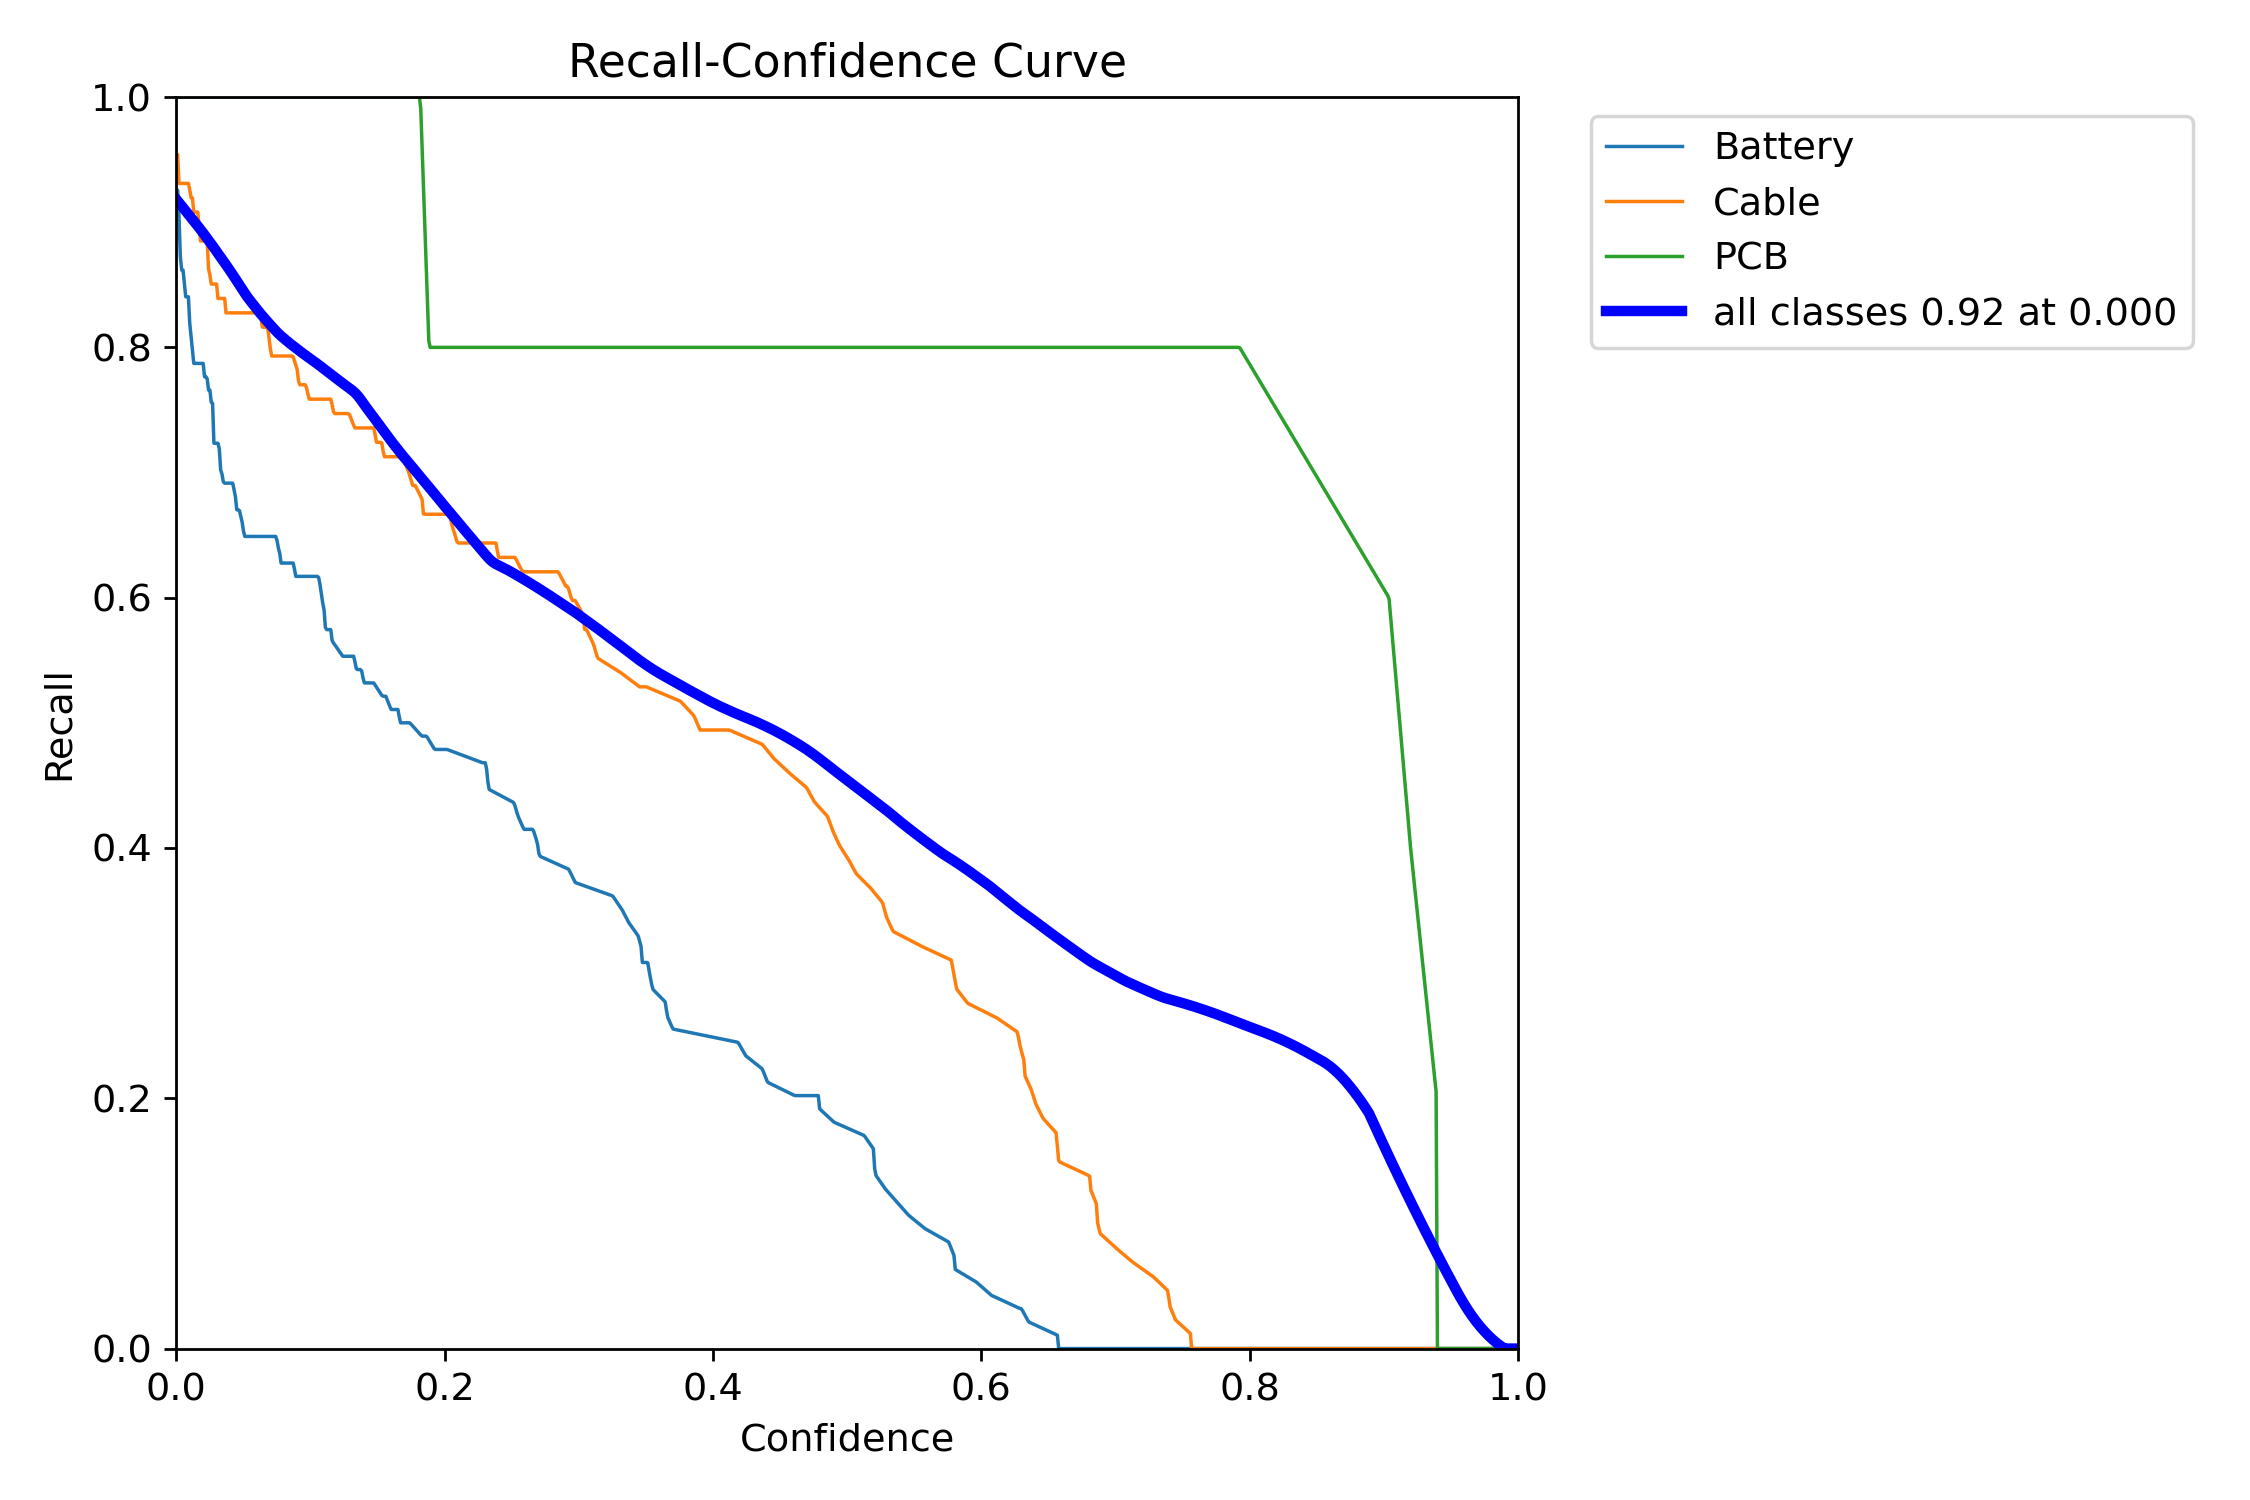 Recall-Confidence Curve
1.0
0.8
0.6
0.4
0.2
0.0
Recall
0.0 0.2 0.4 0.6 0.8 1.0
Confidence
Battery
Cable
PCB
all classes 0.92 at 0.000